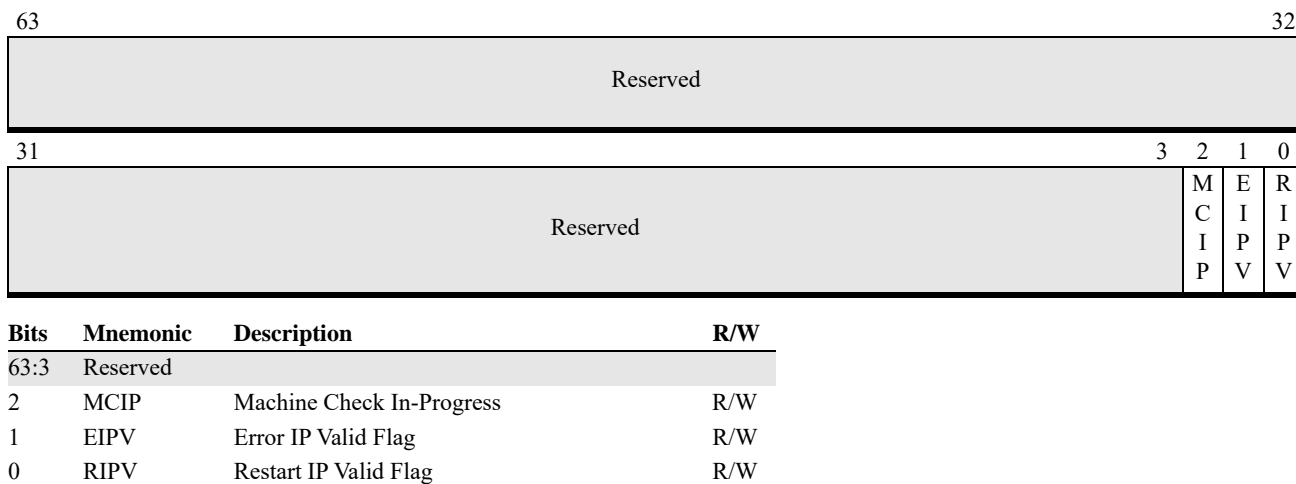 63 32
Reserved
31 3 2 1 0
Reserved
M E R
C I I
I P P
P V V
Bits Mnemonic Description R/W
63:3 Reserved
2 MCIP Machine Check In-Progress R/W
1 EIPV Error IP Valid Flag R/W
0 RIPV Restart IP Valid Flag R/W